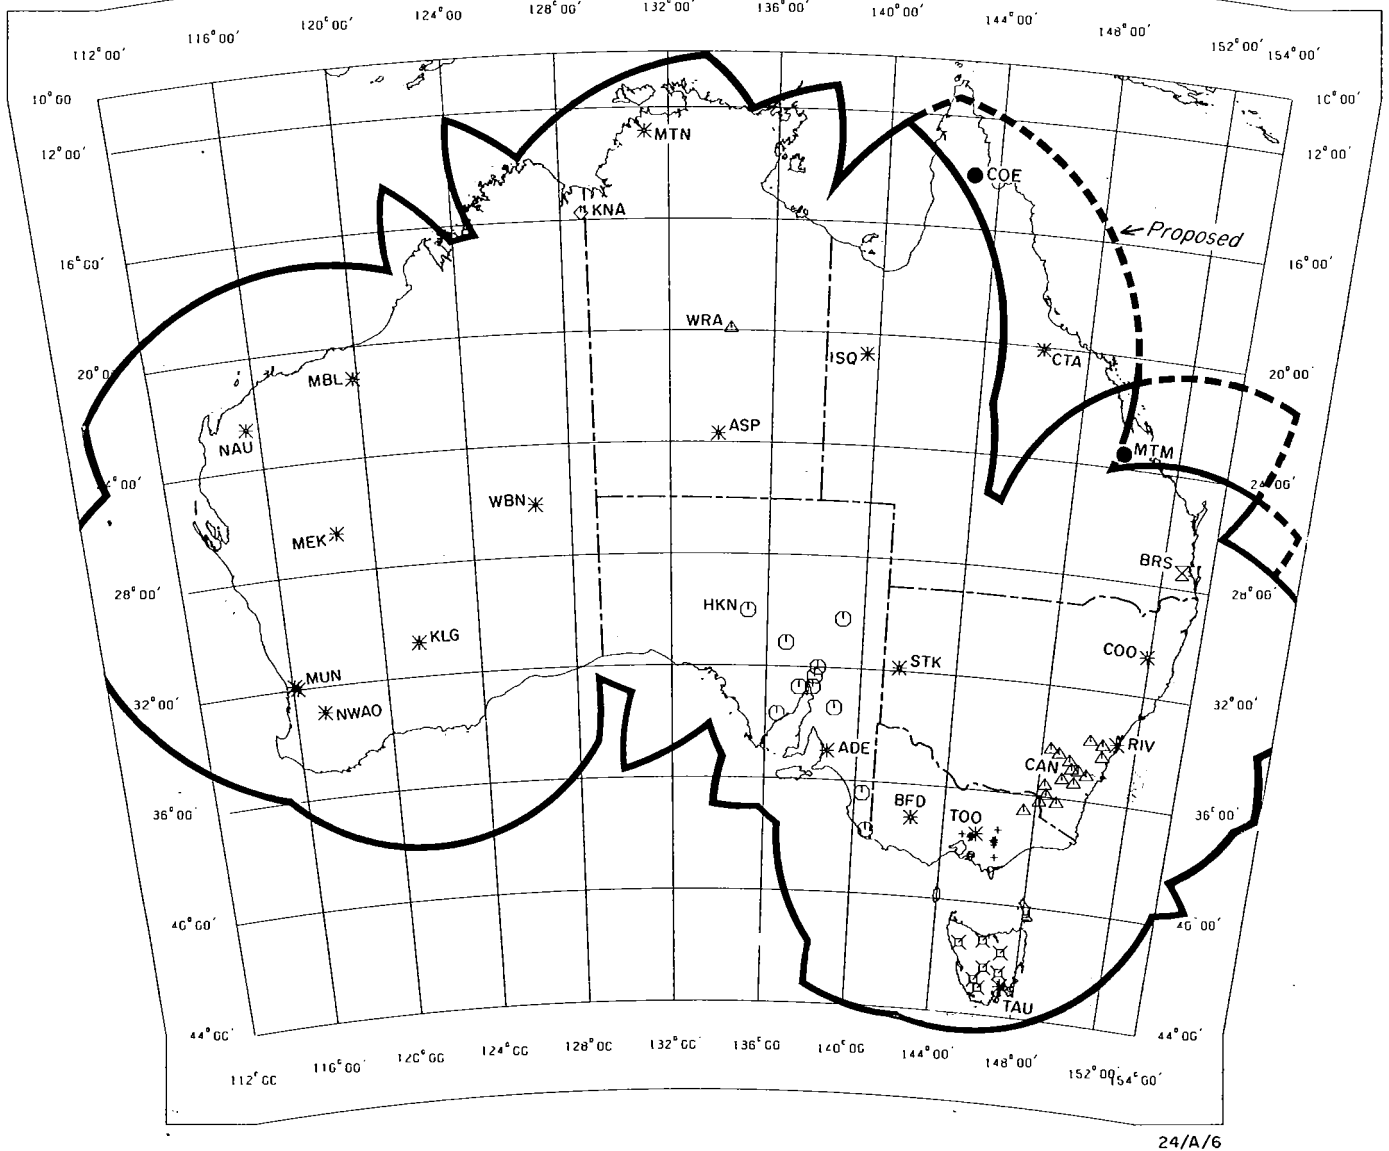 112°00′ 116°00′ 120°00′ 124°00 128°00′ 132°00′ 136°00′ 140°00′ 144°00′ 148°00′ 152°00′ 154°00′
10°00 10°00′
12°00′ 12°00′
MTN
COE
KNA
← Proposed
16°00′ 16°00′
WRA
ISQ
CTA
20°00′ 20°00′
MBL
ASP
NAU
MTM
24°00′
WBN
MEK
BRS
28°00′ 28°00
HKN
KLG
STK
COO
MUN
32°00′ 32°00′
NWAO
ADE
RIV
CAN
BFD
TOO
36°00′ 36°00′
40°00′ 40°00′
TAU
44°00′ 44°00′
112°00 116°00′ 120°00 124°00′ 128°00 132°00′ 136°00′ 140°00′ 144°00′ 148°00′ 152°00′ 154°00′
24/A/6